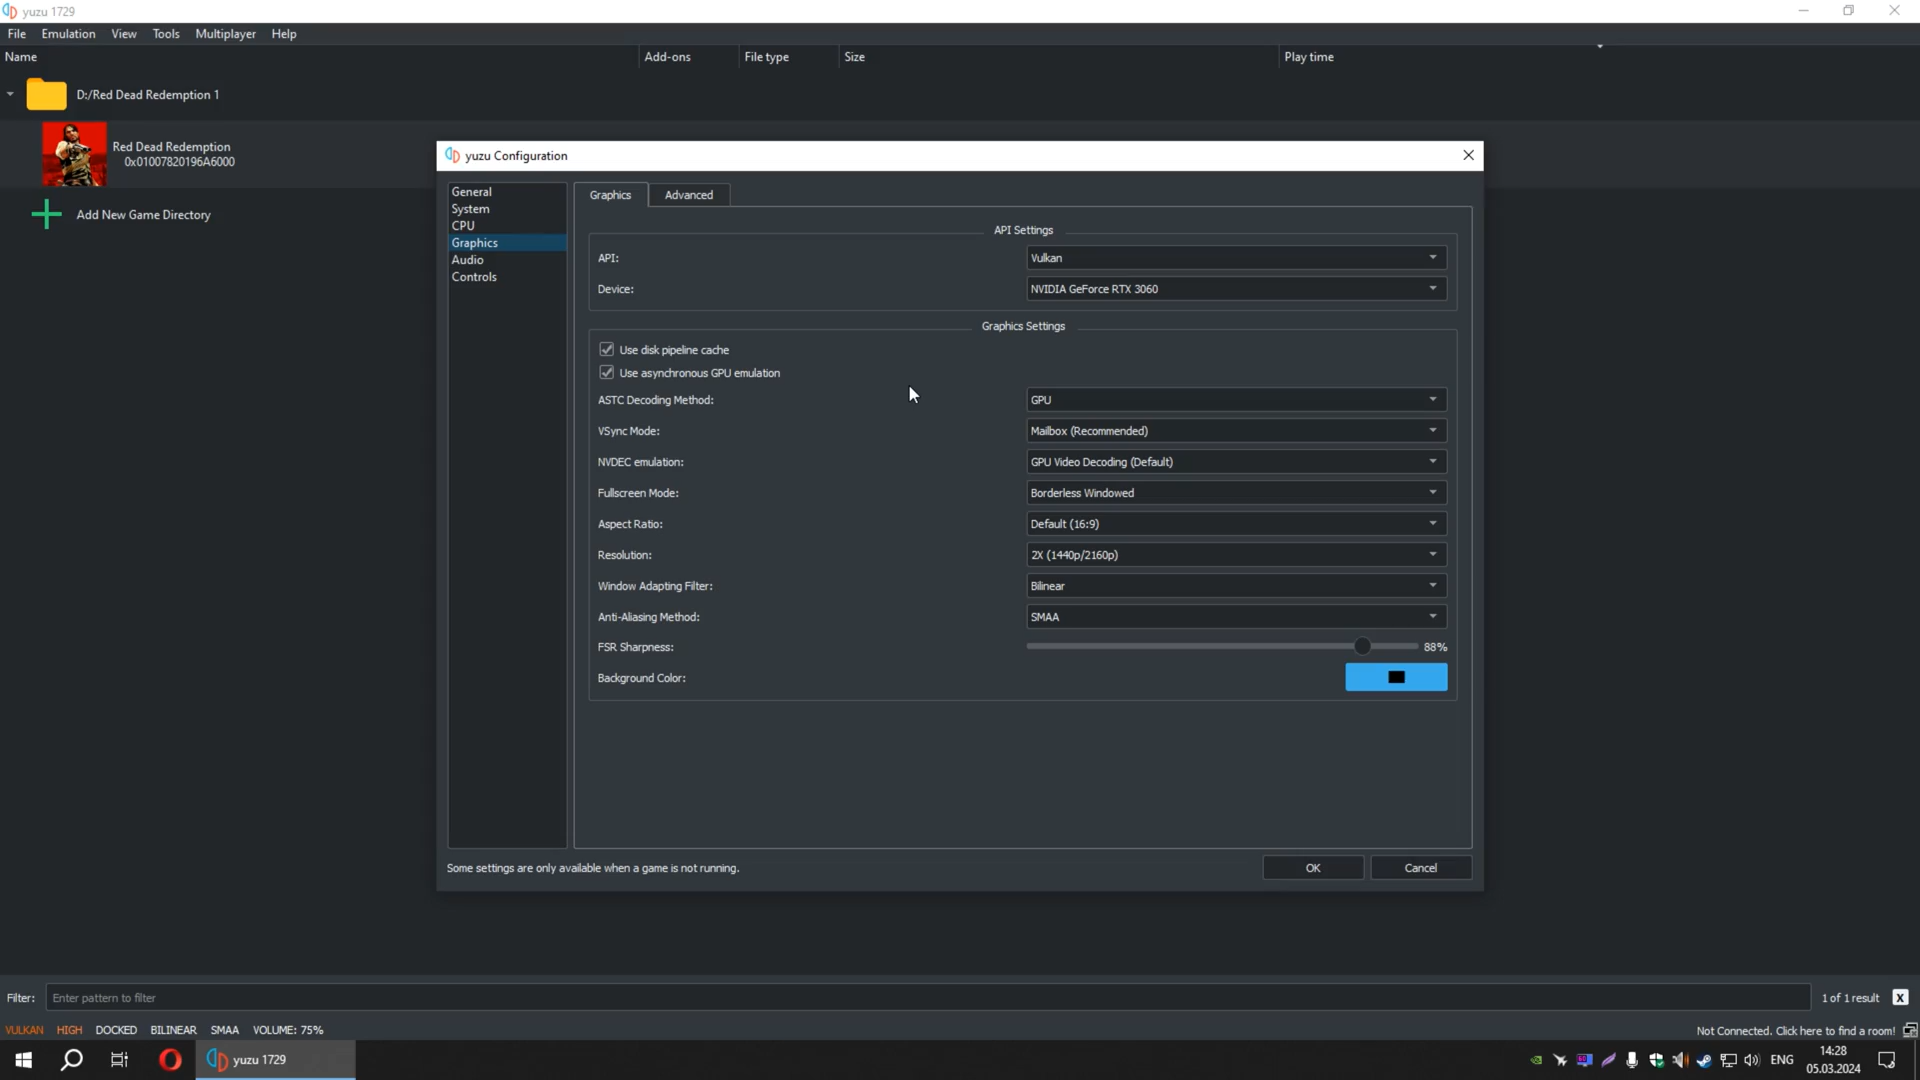 yuzu 1729
File Emulation View Tools Multiplayer Help
Name Add-ons File type Size Play time
D:/Red Dead Redemption 1
Red Dead Redemption
0x01007820196A6000
Add New Game Directory
yuzu Configuration
General
System
CPU
Graphics
Audio
Controls
Graphics Advanced
API Settings
API: Vulkan
Device: NVIDIA GeForce RTX 3060
Graphics Settings
Use disk pipeline cache
Use asynchronous GPU emulation
ASTC Decoding Method: GPU
VSync Mode: Mailbox (Recommended)
NVDEC emulation: GPU Video Decoding (Default)
Fullscreen Mode: Borderless Windowed
Aspect Ratio: Default (16:9)
Resolution: 2X (1440p/2160p)
Window Adapting Filter: Bilinear
Anti-Aliasing Method: SMAA
FSR Sharpness: 88%
Background Color:
Some settings are only available when a game is not running.
OK Cancel
Filter: Enter pattern to filter 1 of 1 result X
VULKAN HIGH DOCKED BILINEAR SMAA VOLUME: 75% Not Connected. Click here to find a room!
yuzu 1729 ENG 14:28
05.03.2024